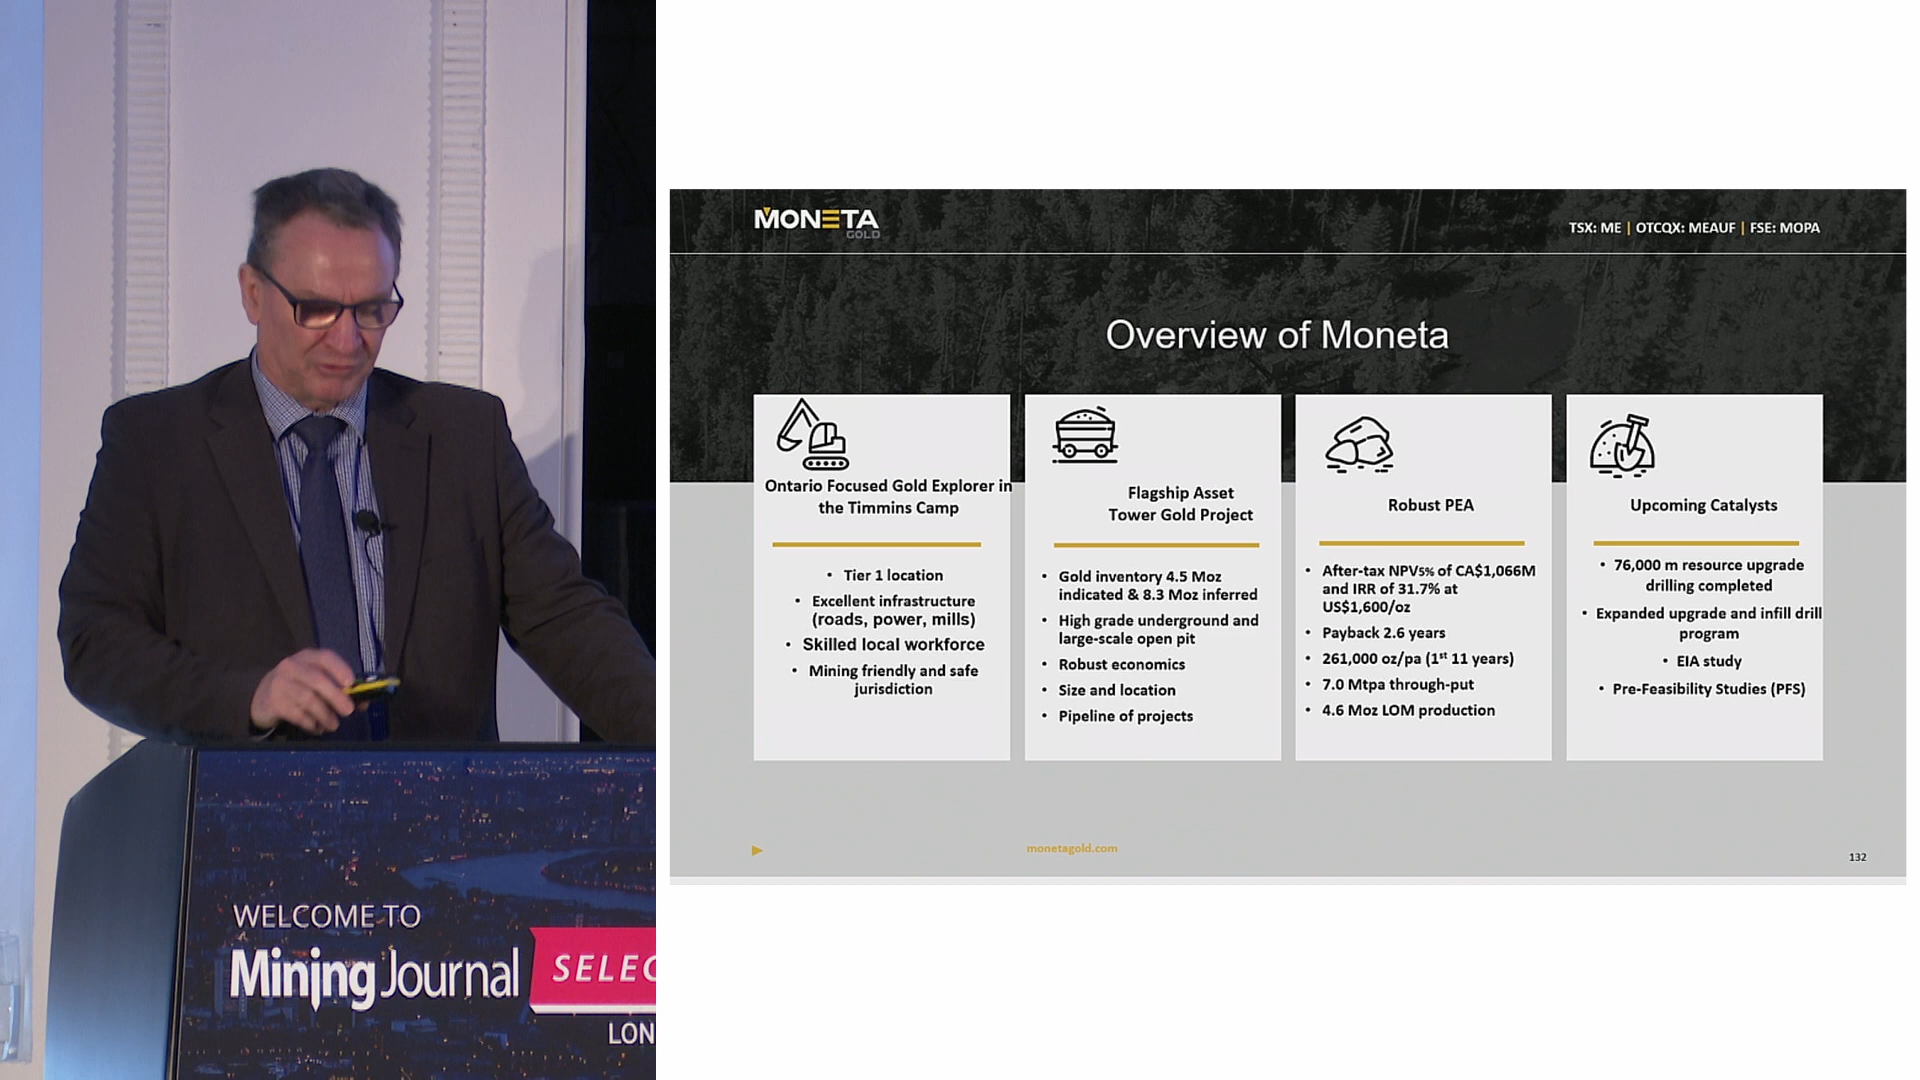 WELCOME TO
Mining Journal
SELEC
LON
MONETA
GOLD
TSX: ME | OTCQX: MEAUF | FSE: MOPA
Overview of Moneta
Ontario Focused Gold Explorer in
the Timmins Camp
• Tier 1 location
• Excellent infrastructure
(roads, power, mills)
• Skilled local workforce
• Mining friendly and safe
jurisdiction
Flagship Asset
Tower Gold Project
• Gold inventory 4.5 Moz
indicated & 8.3 Moz inferred
• High grade underground and
large-scale open pit
• Robust economics
• Size and location
• Pipeline of projects
Robust PEA
• After-tax NPV5% of CA$1,066M
and IRR of 31.7% at
US$1,600/oz
• Payback 2.6 years
• 261,000 oz/pa (1st 11 years)
• 7.0 Mtpa through-put
• 4.6 Moz LOM production
Upcoming Catalysts
• 76,000 m resource upgrade
drilling completed
• Expanded upgrade and infill drill
program
• EIA study
• Pre-Feasibility Studies (PFS)
monetagold.com
132